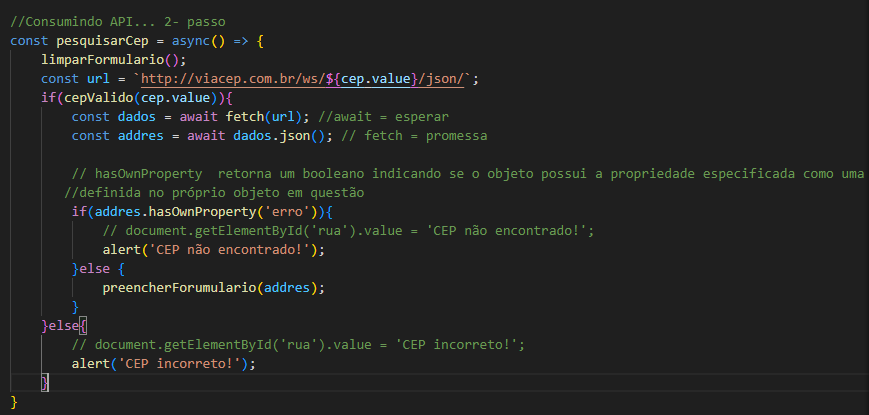 //Consumindo API... 2- passo
const pesquisarCep = async() => {
limparFormulario();
const url = `http://viacep.com.br/ws/${cep.value}/json/`;
if(cepValido(cep.value)){
const dados = await fetch(url); //await = esperar
const addres = await dados.json(); // fetch = promessa
// hasOwnProperty  retorna um booleano indicando se o objeto possui a propriedade especificada como uma
//definida no próprio objeto em questão
if(addres.hasOwnProperty('erro')){
// document.getElementById('rua').value = 'CEP não encontrado!';
alert('CEP não encontrado!');
}else {
preencherForumulario(addres);
}
}else{
// document.getElementById('rua').value = 'CEP incorreto!';
alert('CEP incorreto!');
}
}